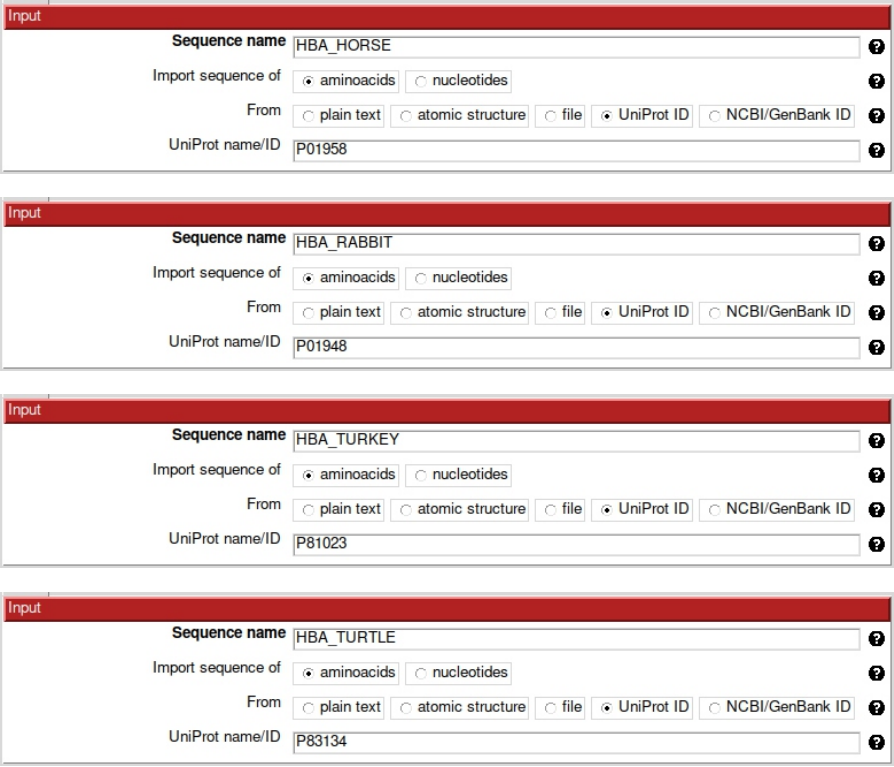 Input
Sequence name HBA_HORSE ?
Import sequence of aminoacids nucleotides ?
From plain text atomic structure file UniProt ID NCBI/GenBank ID ?
UniProt name/ID P01958 ?
Input
Sequence name HBA_RABBIT ?
Import sequence of aminoacids nucleotides ?
From plain text atomic structure file UniProt ID NCBI/GenBank ID ?
UniProt name/ID P01948 ?
Input
Sequence name HBA_TURKEY ?
Import sequence of aminoacids nucleotides ?
From plain text atomic structure file UniProt ID NCBI/GenBank ID ?
UniProt name/ID P81023 ?
Input
Sequence name HBA_TURTLE ?
Import sequence of aminoacids nucleotides ?
From plain text atomic structure file UniProt ID NCBI/GenBank ID ?
UniProt name/ID P83134 ?